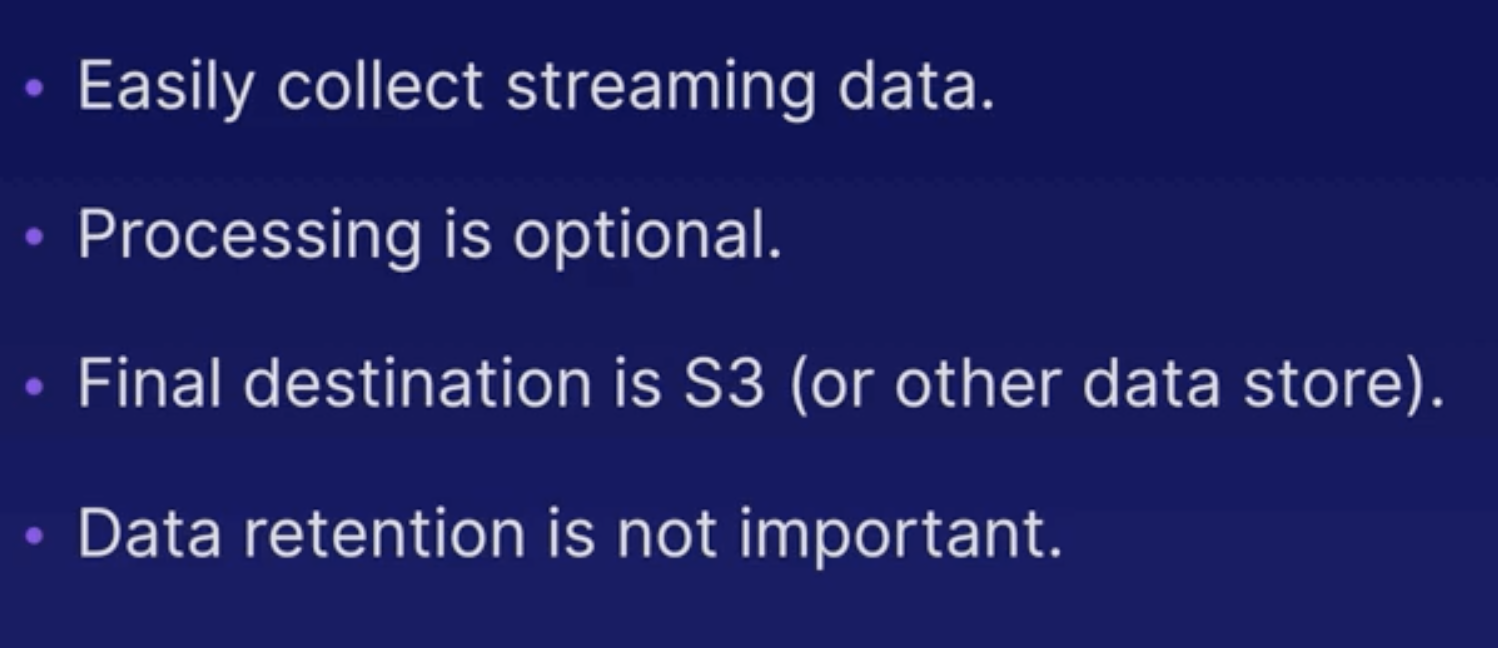 • Easily collect streaming data.
• Processing is optional.
• Final destination is S3 (or other data store).
• Data retention is not important.